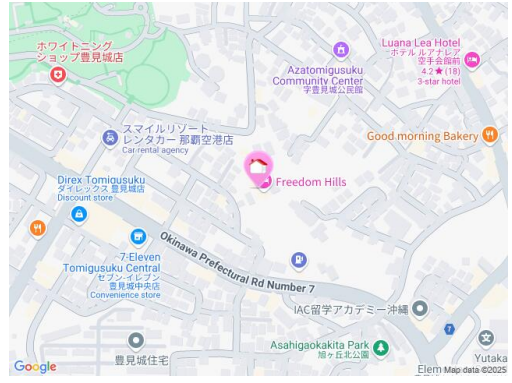 ホワイトニング
ショップ豊見城店
Luana Lea Hotel
ホテル ルアナレア
空手会館前
4.2★(18)
3-star hotel
Azatomigusuku
Community Center
字豊見城公民館
スマイルリゾート
レンタカー 那覇空港店
Car rental agency
Good morning Bakery
Freedom Hills
Direx Tomigusuku
ダイレックス 豊見城店
Discount store
7-Eleven
Tomigusuku Central
セブン-イレブン
豊見城中央店
Convenience store
Okinawa Prefectural Rd Number 7
IAC留学アカデミー沖縄
7
豊見城住宅
Asahigaokakita Park
旭ヶ丘北公園
Yutaka
Elem
Google
Map data ©2025